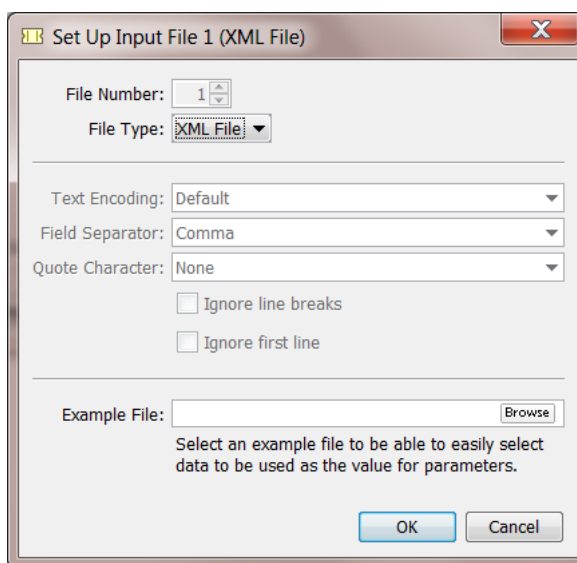 Set Up Input File 1 (XML File)
File Number: 1
File Type: XML File
Text Encoding: Default
Field Separator: Comma
Quote Character: None
Ignore line breaks
Ignore first line
Example File: Browse
Select an example file to be able to easily select
data to be used as the value for parameters.
OK Cancel